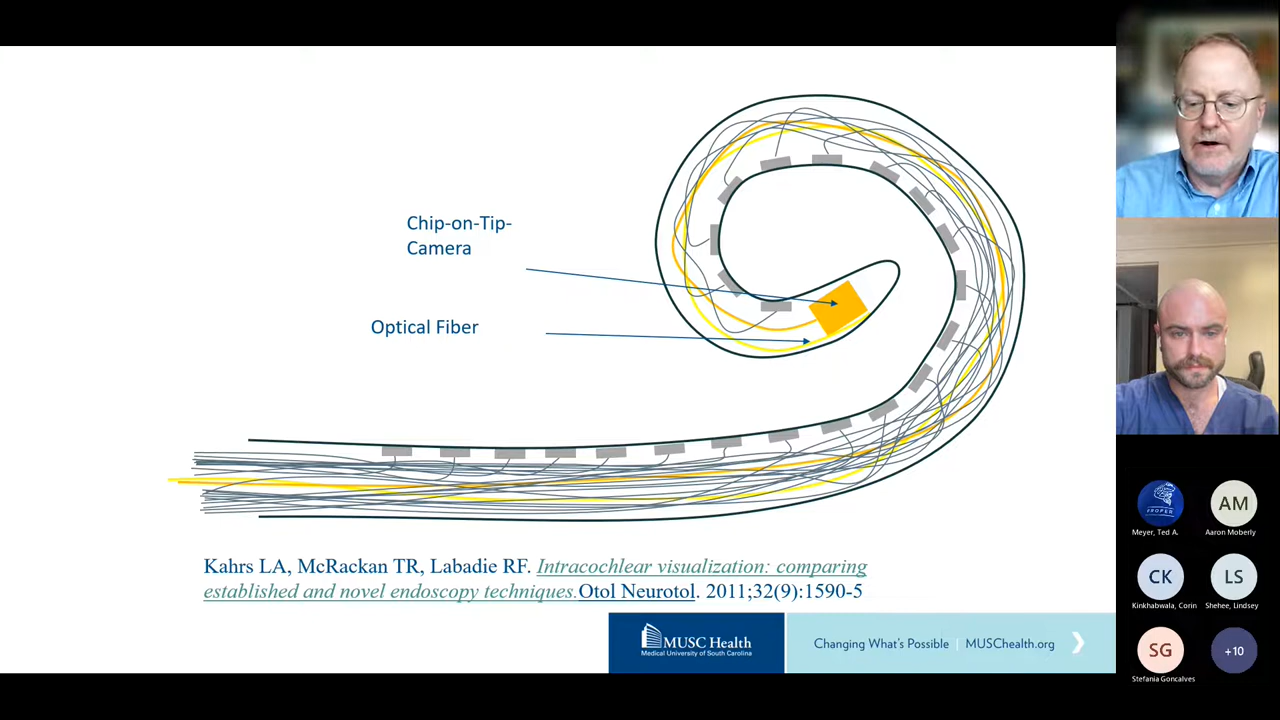 Chip-on-Tip-
Camera
Optical Fiber
Kahrs LA, McRackan TR, Labadie RF. Intracochlear visualization: comparing
established and novel endoscopy techniques.Otol Neurotol. 2011;32(9):1590-5
MUSC Health
Medical University of South Carolina
Changing What's Possible | MUSChealth.org
PROPER
AM
Meyer, Ted A.
Aaron Moberly
CK
LS
Kinkhabwala, Corin
Shehee, Lindsey
SG
+10
Stefania Goncalves